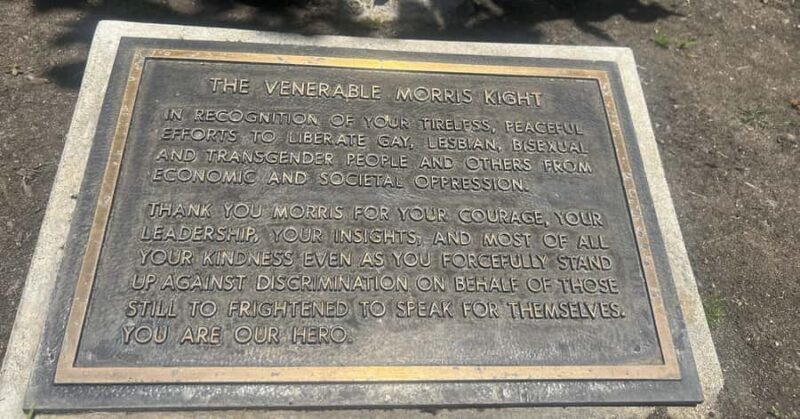 THE VENERABLE MORRIS KIGHT
IN RECOGNITION OF YOUR TIRELESS, PEACEFUL
EFFORTS TO LIBERATE GAY, LESBIAN, BISEXUAL
AND TRANSGENDER PEOPLE AND OTHERS FROM
ECONOMIC AND SOCIETAL OPPRESSION.
THANK YOU MORRIS FOR YOUR COURAGE, YOUR
LEADERSHIP, YOUR INSIGHTS, AND MOST OF ALL
YOUR KINDNESS EVEN AS YOU FORCEFULLY STAND
UP AGAINST DISCRIMINATION ON BEHALF OF THOSE
STILL TO FRIGHTENED TO SPEAK FOR THEMSELVES.
YOU ARE OUR HERO.